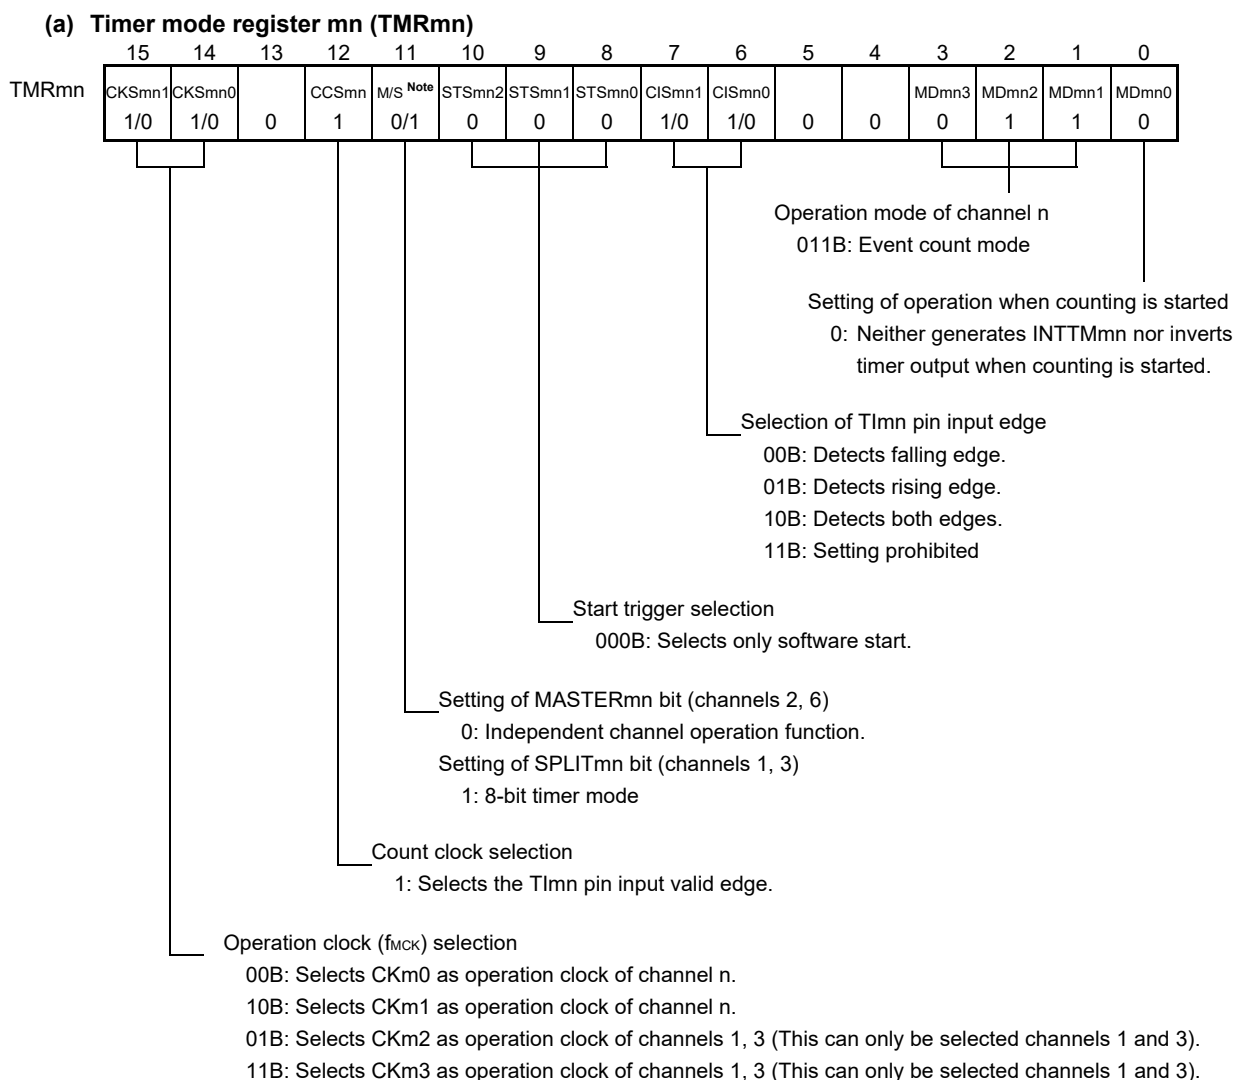 (a) Timer mode register mn (TMRmn)
15 14 13 12 11 10 9 8 7 6 5 4 3 2 1 0
TMRmn CKSmn1 CKSmn0 CCSmn M/S Note STSmn2 STSmn1 STSmn0 CISmn1 CISmn0 MDmn3 MDmn2 MDmn1 MDmn0
1/0 1/0 0 1 0/1 0 0 0 1/0 1/0 0 0 0 1 1 0
Operation mode of channel n
011B: Event count mode
Setting of operation when counting is started
0: Neither generates INTTMmn nor inverts
timer output when counting is started.
Selection of TImn pin input edge
00B: Detects falling edge.
01B: Detects rising edge.
10B: Detects both edges.
11B: Setting prohibited
Start trigger selection
000B: Selects only software start.
Setting of MASTERmn bit (channels 2, 6)
0: Independent channel operation function.
Setting of SPLITmn bit (channels 1, 3)
1: 8-bit timer mode
Count clock selection
1: Selects the TImn pin input valid edge.
Operation clock (fMCK) selection
00B: Selects CKm0 as operation clock of channel n.
10B: Selects CKm1 as operation clock of channel n.
01B: Selects CKm2 as operation clock of channels 1, 3 (This can only be selected channels 1 and 3).
11B: Selects CKm3 as operation clock of channels 1, 3 (This can only be selected channels 1 and 3).